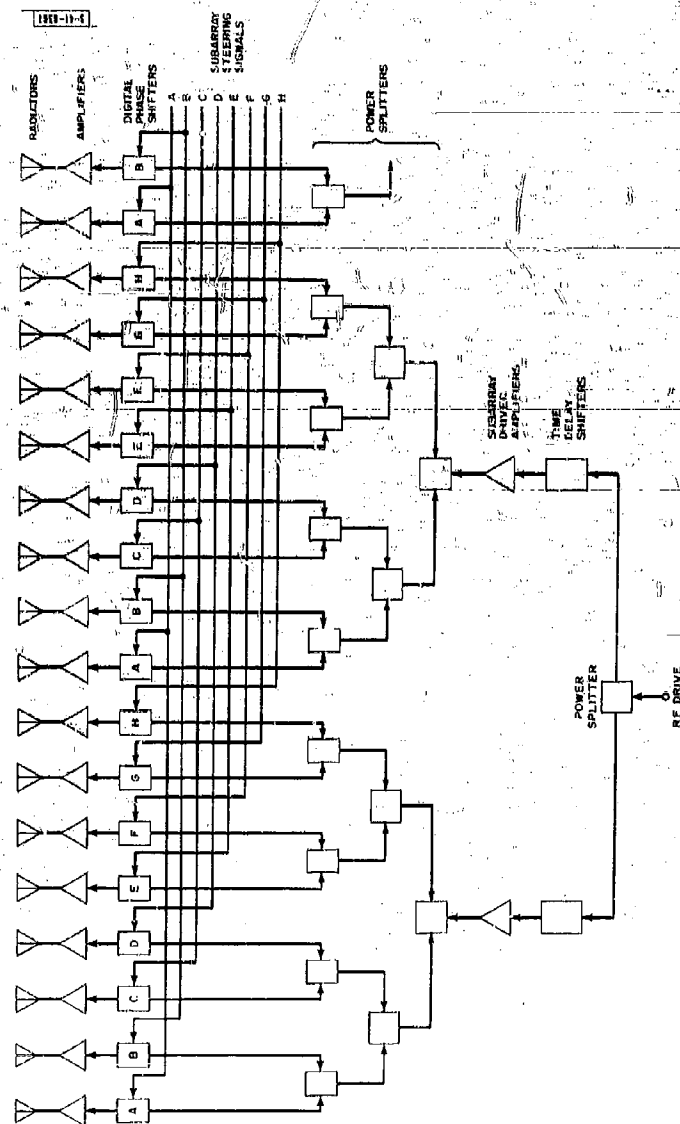 RADIATORS
AMPLIFIERS
DIGITAL
PHASE
SHIFTERS
SUBARRAY
STEERING
SIGNALS
A
B
C
D
E
F
G
H
A
B
C
D
E
F
G
H
A
B
C
D
E
E
G
H
A
B
POWER
SPLITTERS
SUBARRAY
DRIVER
AMPLIFIERS
TIME
DELAY
SHIFTERS
POWER
SPLITTER
RF DRIVE